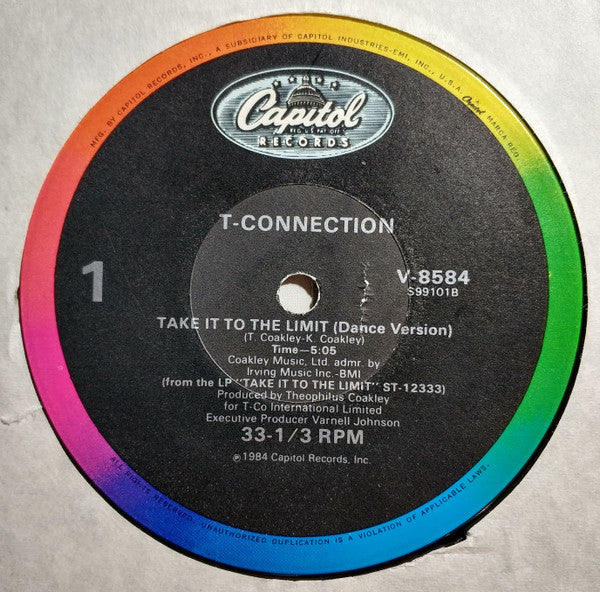 MFG. BY CAPITOL RECORDS, INC., A SUBSIDIARY OF CAPITOL INDUSTRIES-EMI, INC., U.S.A. Capitol MARCA REG.
Capitol
REG. U.S. PAT. OFF.
RECORDS
T-CONNECTION
1
V-8584
S99101B
TAKE IT TO THE LIMIT (Dance Version)
(T. Coakley-K. Coakley)
Time—5:05
Coakley Music, Ltd. admr. by
Irving Music Inc.-BMI
(from the LP "TAKE IT TO THE LIMIT" ST-12333)
Produced by Theophilus Coakley
for T-Co International Limited
Executive Producer Varnell Johnson
33-1/3 RPM
℗1984 Capitol Records, Inc.
ALL RIGHTS RESERVED. UNAUTHORIZED DUPLICATION IS A VIOLATION OF APPLICABLE LAWS.